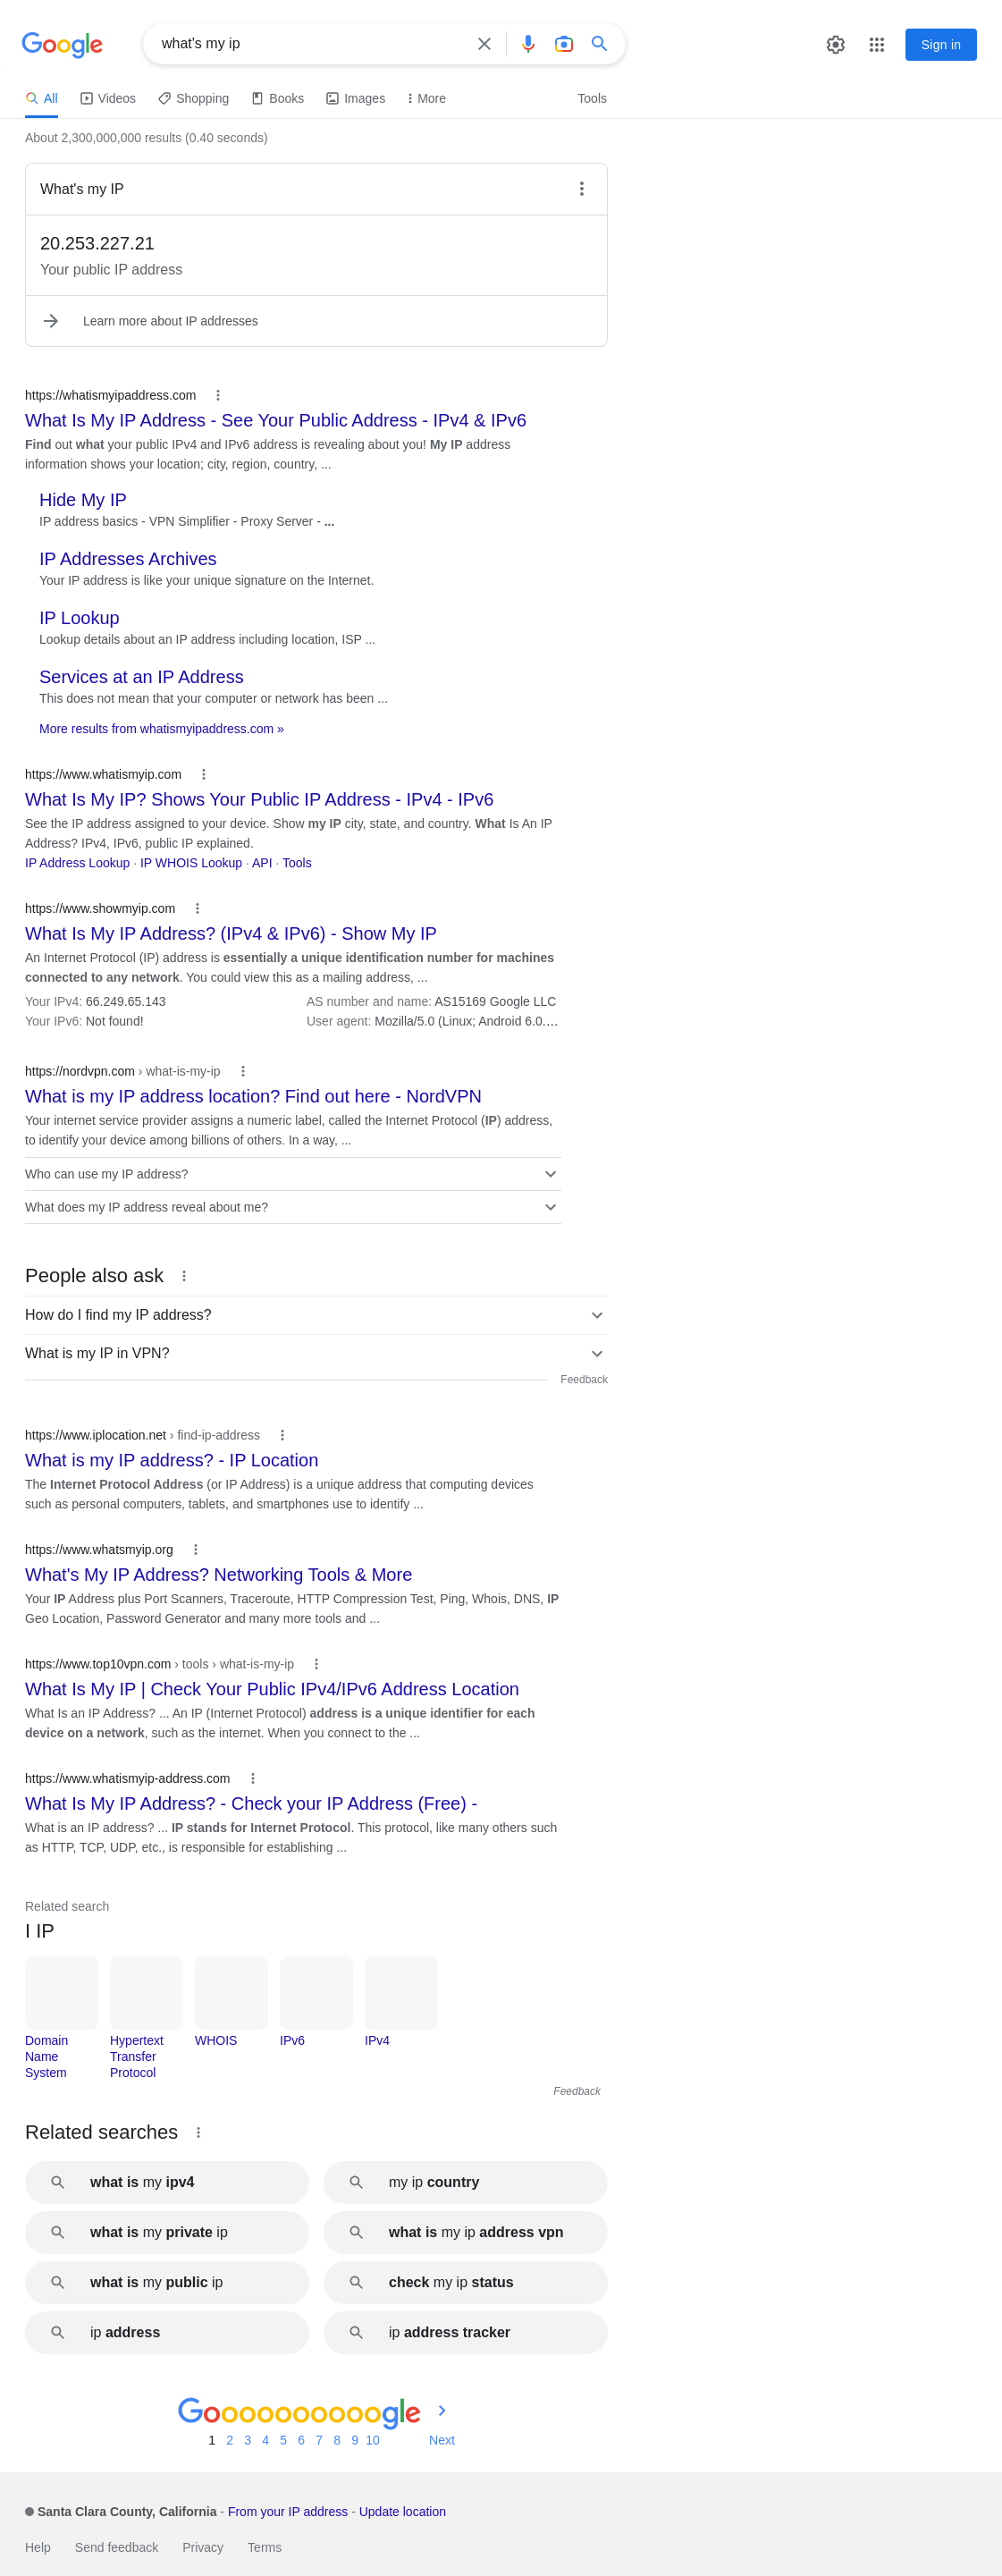 Google
what's my ip
Sign in
All Videos Shopping Books Images More Tools
About 2,300,000,000 results (0.40 seconds)
What's my IP
20.253.227.21
Your public IP address
Learn more about IP addresses
https://whatismyipaddress.com
What Is My IP Address - See Your Public Address - IPv4 & IPv6
Find out what your public IPv4 and IPv6 address is revealing about you! My IP address
information shows your location; city, region, country, ...
Hide My IP
IP address basics - VPN Simplifier - Proxy Server - ...
IP Addresses Archives
Your IP address is like your unique signature on the Internet.
IP Lookup
Lookup details about an IP address including location, ISP ...
Services at an IP Address
This does not mean that your computer or network has been ...
More results from whatismyipaddress.com »
https://www.whatismyip.com
What Is My IP? Shows Your Public IP Address - IPv4 - IPv6
See the IP address assigned to your device. Show my IP city, state, and country. What Is An IP
Address? IPv4, IPv6, public IP explained.
IP Address Lookup · IP WHOIS Lookup · API · Tools
https://www.showmyip.com
What Is My IP Address? (IPv4 & IPv6) - Show My IP
An Internet Protocol (IP) address is essentially a unique identification number for machines
connected to any network. You could view this as a mailing address, ...
Your IPv4: 66.249.65.143 AS number and name: AS15169 Google LLC
Your IPv6: Not found! User agent: Mozilla/5.0 (Linux; Android 6.0....
https://nordvpn.com › what-is-my-ip
What is my IP address location? Find out here - NordVPN
Your internet service provider assigns a numeric label, called the Internet Protocol (IP) address,
to identify your device among billions of others. In a way, ...
Who can use my IP address?
What does my IP address reveal about me?
People also ask
How do I find my IP address?
What is my IP in VPN?
Feedback
https://www.iplocation.net › find-ip-address
What is my IP address? - IP Location
The Internet Protocol Address (or IP Address) is a unique address that computing devices
such as personal computers, tablets, and smartphones use to identify ...
https://www.whatsmyip.org
What's My IP Address? Networking Tools & More
Your IP Address plus Port Scanners, Traceroute, HTTP Compression Test, Ping, Whois, DNS, IP
Geo Location, Password Generator and many more tools and ...
https://www.top10vpn.com › tools › what-is-my-ip
What Is My IP | Check Your Public IPv4/IPv6 Address Location
What Is an IP Address? ... An IP (Internet Protocol) address is a unique identifier for each
device on a network, such as the internet. When you connect to the ...
https://www.whatismyip-address.com
What Is My IP Address? - Check your IP Address (Free) -
What is an IP address? ... IP stands for Internet Protocol. This protocol, like many others such
as HTTP, TCP, UDP, etc., is responsible for establishing ...
Related search
I IP
Domain Name System
Hypertext Transfer Protocol
WHOIS
IPv6
IPv4
Feedback
Related searches
what is my ipv4
my ip country
what is my private ip
what is my ip address vpn
what is my public ip
check my ip status
ip address
ip address tracker
Goooooooooogle
1 2 3 4 5 6 7 8 9 10 Next
Santa Clara County, California - From your IP address - Update location
Help Send feedback Privacy Terms